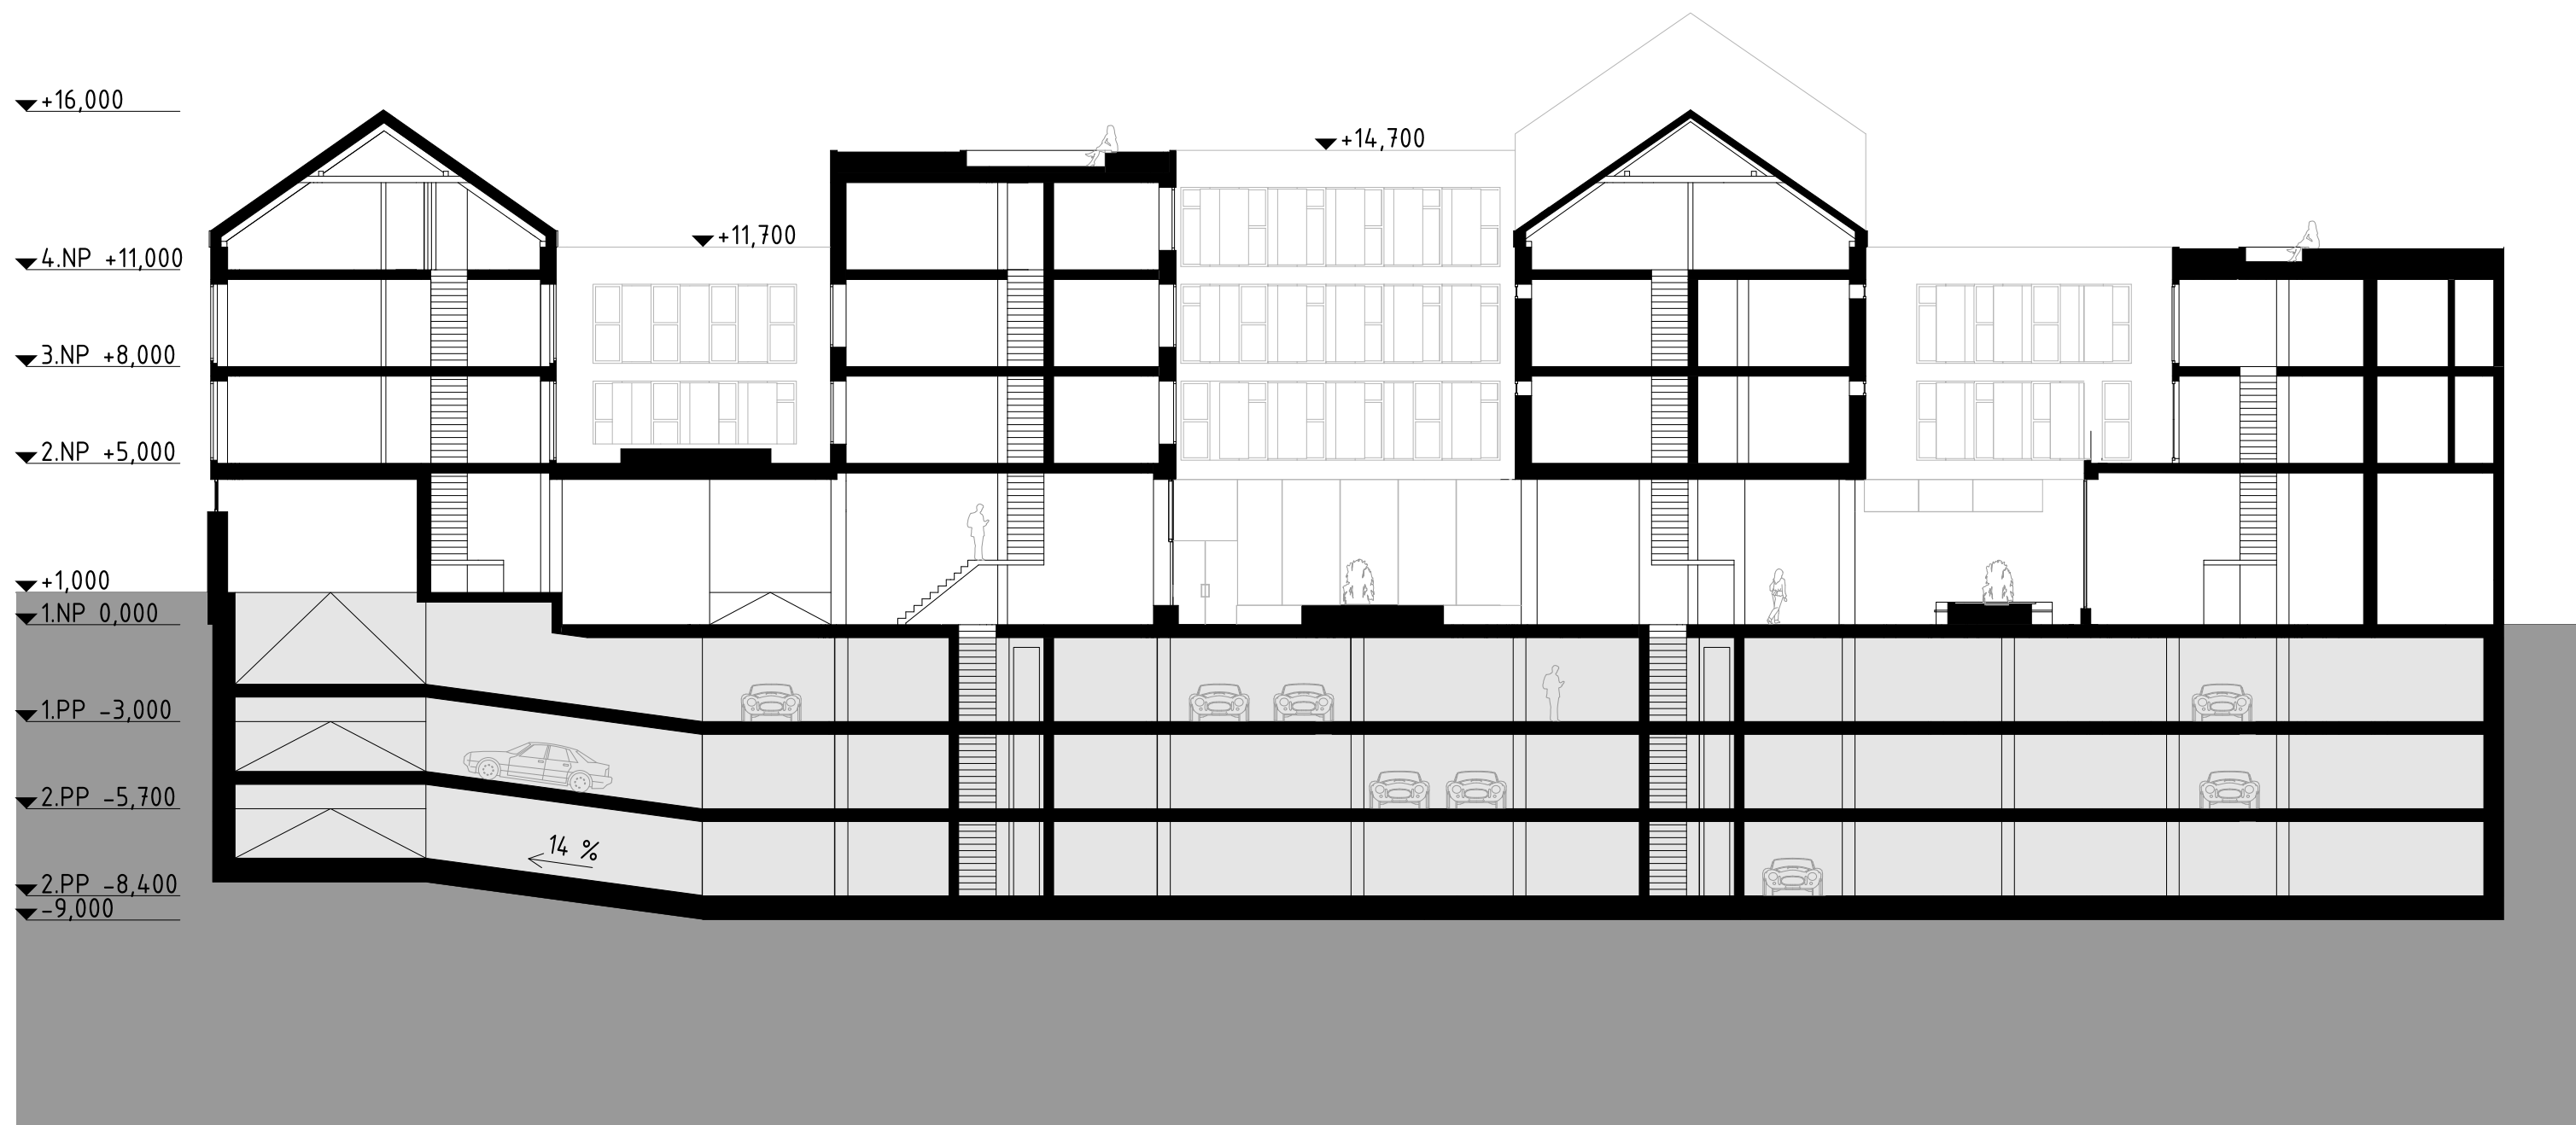 +16,000
+14,700
+11,700
4.NP +11,000
3.NP +8,000
2.NP +5,000
+1,000
1.NP 0,000
1.PP -3,000
2.PP -5,700
14 %
2.PP -8,400
-9,000